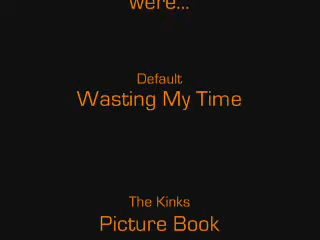 were...
Default
Wasting My Time
The Kinks
Picture Book